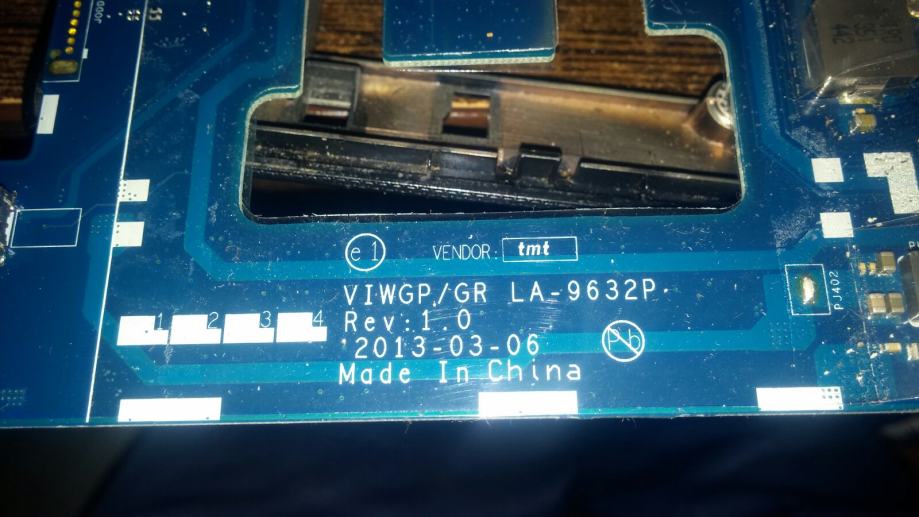 e1 VENDOR: tmt
VIWGP/GR LA-9632P
Rev:1.0
2013-03-06
Made In China
Pb
1 2 3 4
PJ402